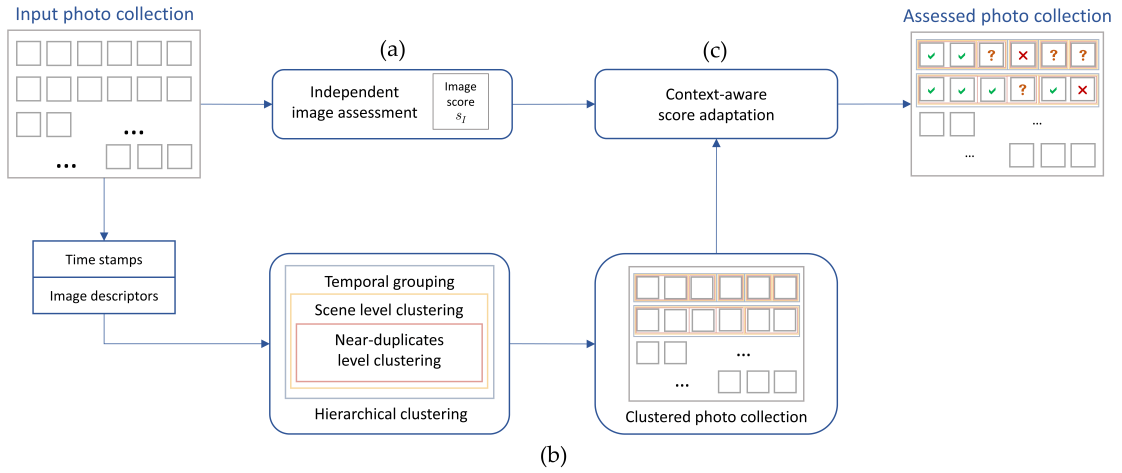 Input photo collection
Assessed photo collection
(a)
(c)
Independent
image assessment
Image
score
s_I
Context-aware
score adaptation
? ? ?
?
...
...
...
...
Time stamps
Image descriptors
Temporal grouping
Scene level clustering
Near-duplicates
level clustering
Hierarchical clustering
...
...
Clustered photo collection
(b)